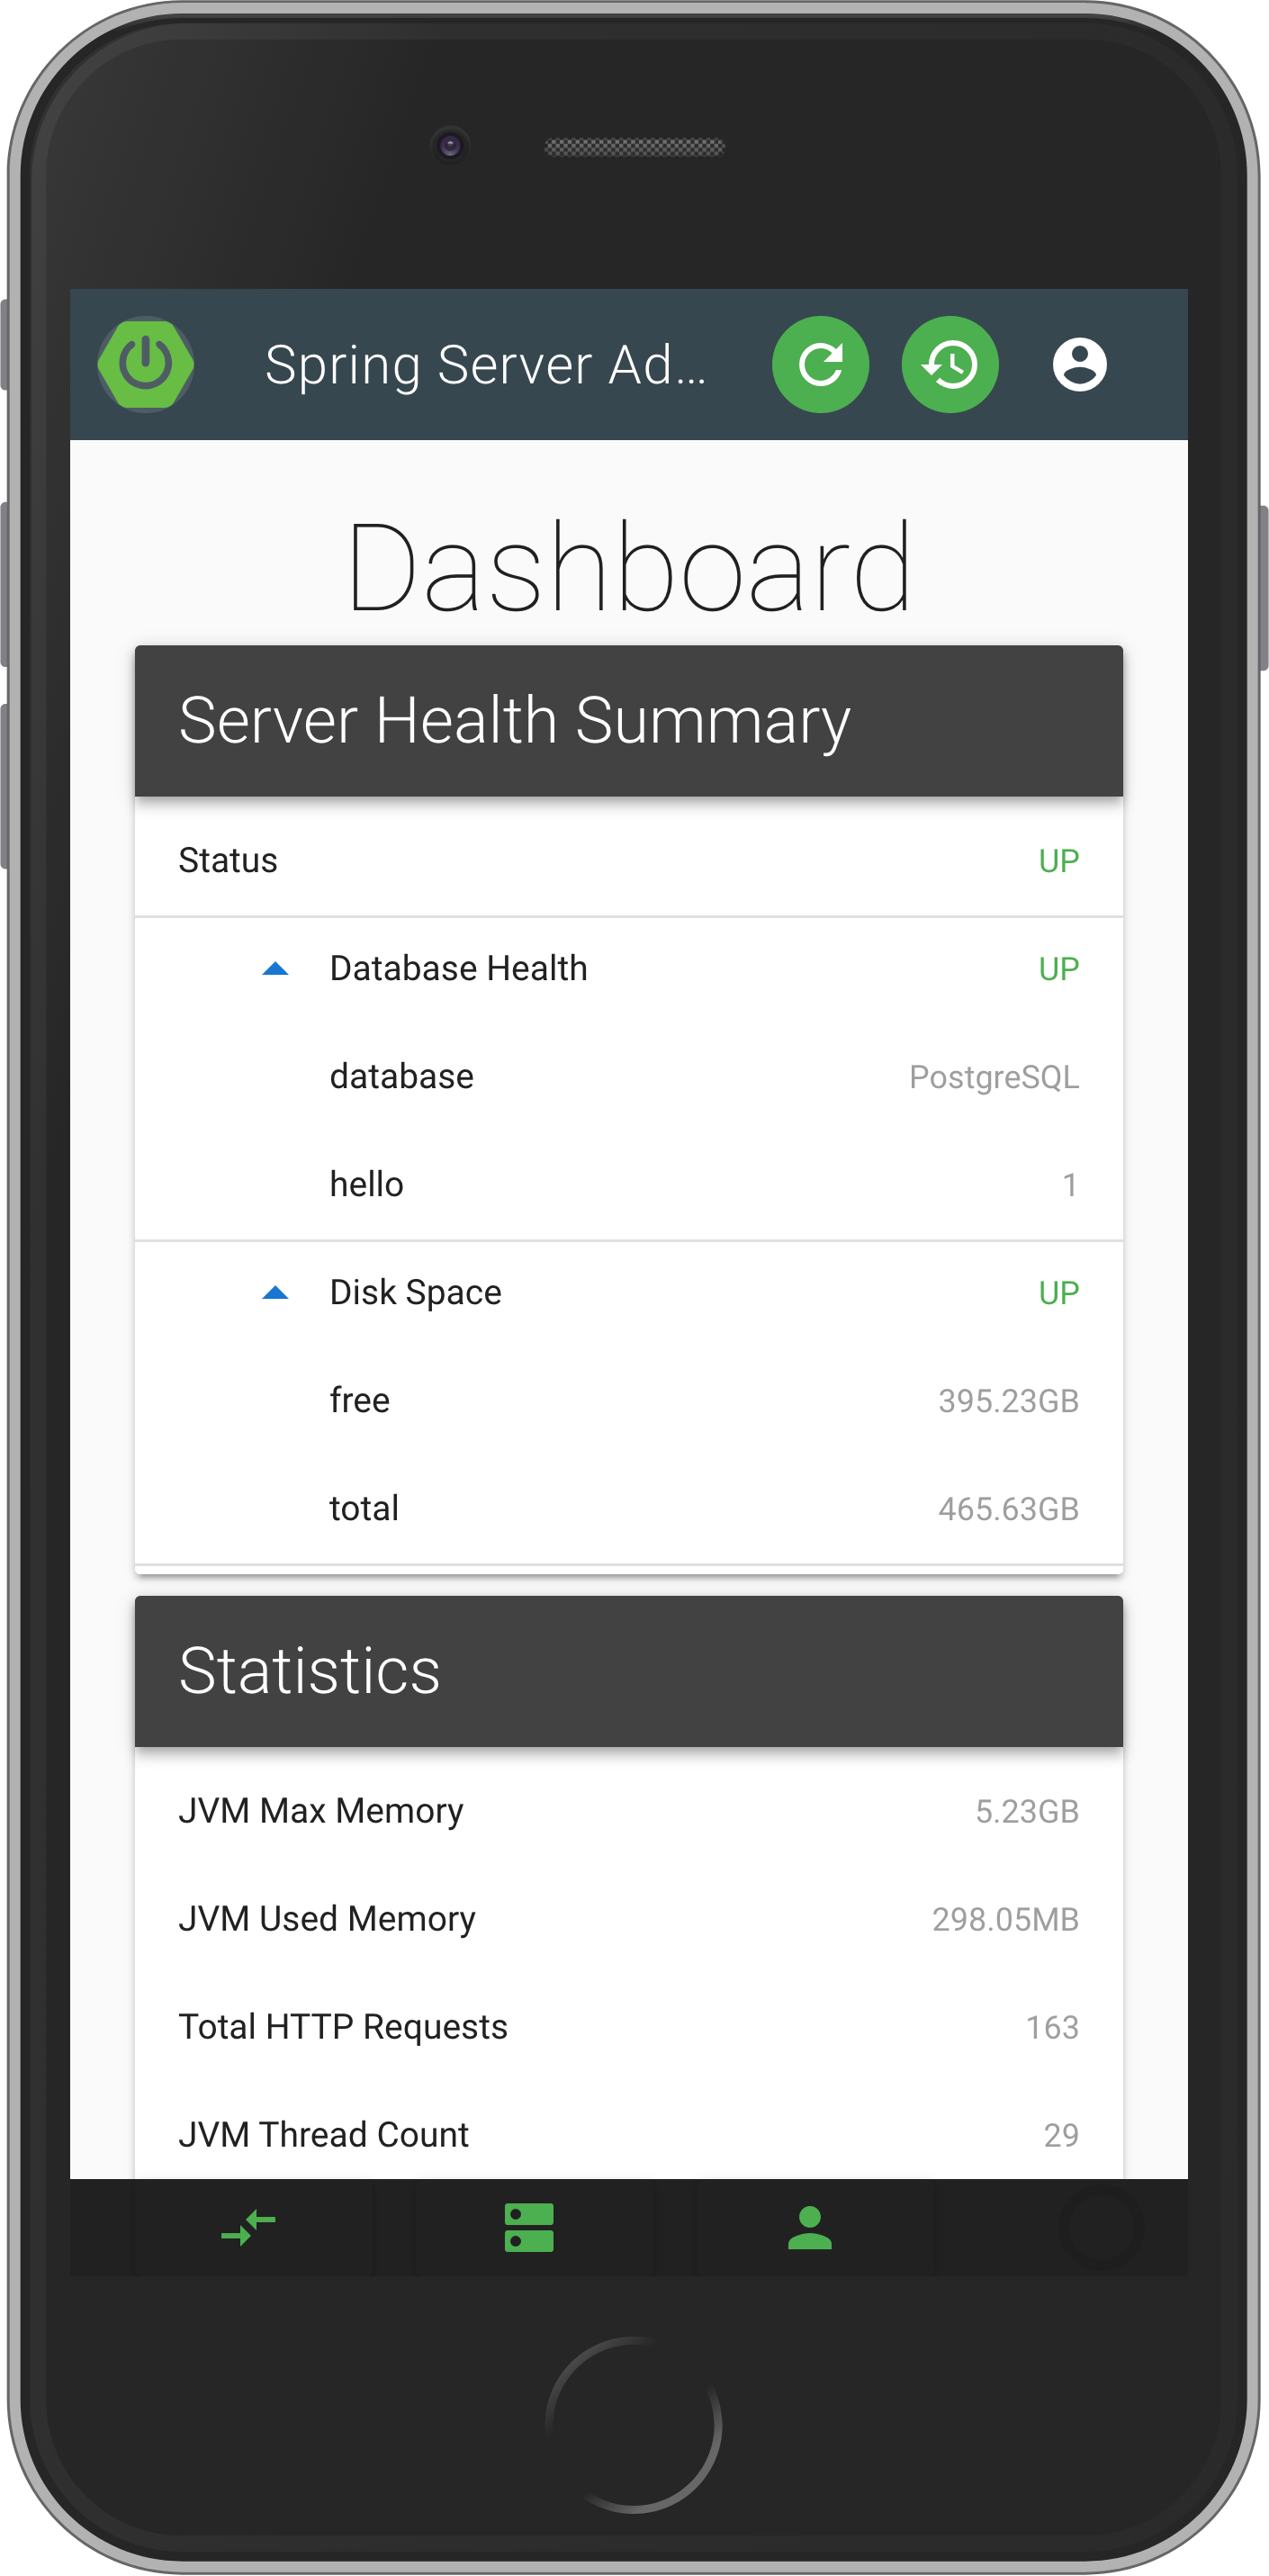 Spring Server Ad...
Dashboard
Server Health Summary
Status UP
Database Health UP
database PostgreSQL
hello 1
Disk Space UP
free 395.23GB
total 465.63GB
Statistics
JVM Max Memory 5.23GB
JVM Used Memory 298.05MB
Total HTTP Requests 163
JVM Thread Count 29